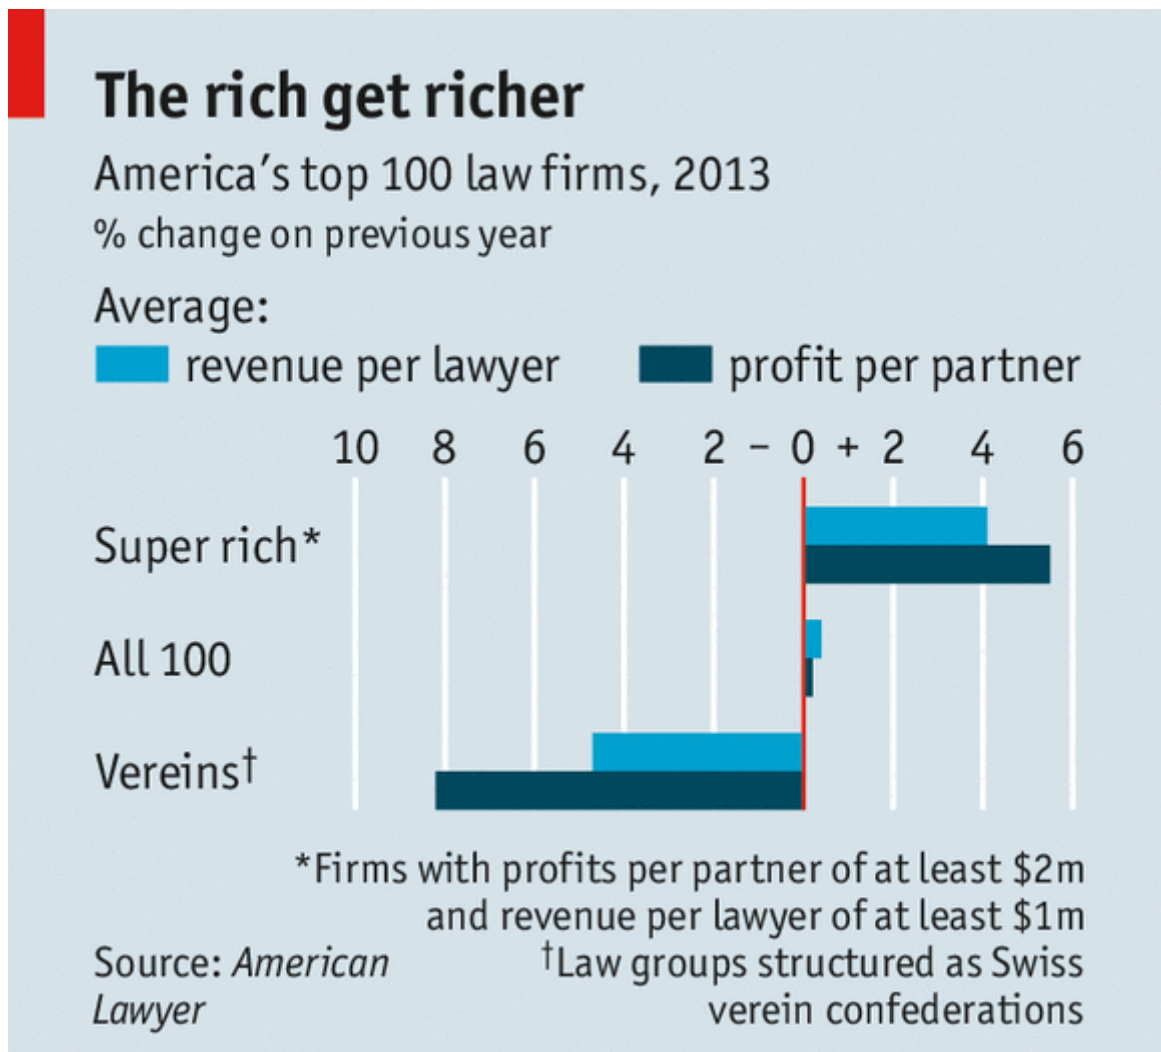 The rich get richer
America's top 100 law firms, 2013
% change on previous year
Average:
revenue per lawyer profit per partner
10 8 6 4 2 – 0 + 2 4 6
Super rich*
All 100
Vereins†
*Firms with profits per partner of at least $2m
and revenue per lawyer of at least $1m
†Law groups structured as Swiss
verein confederations
Source: American
Lawyer